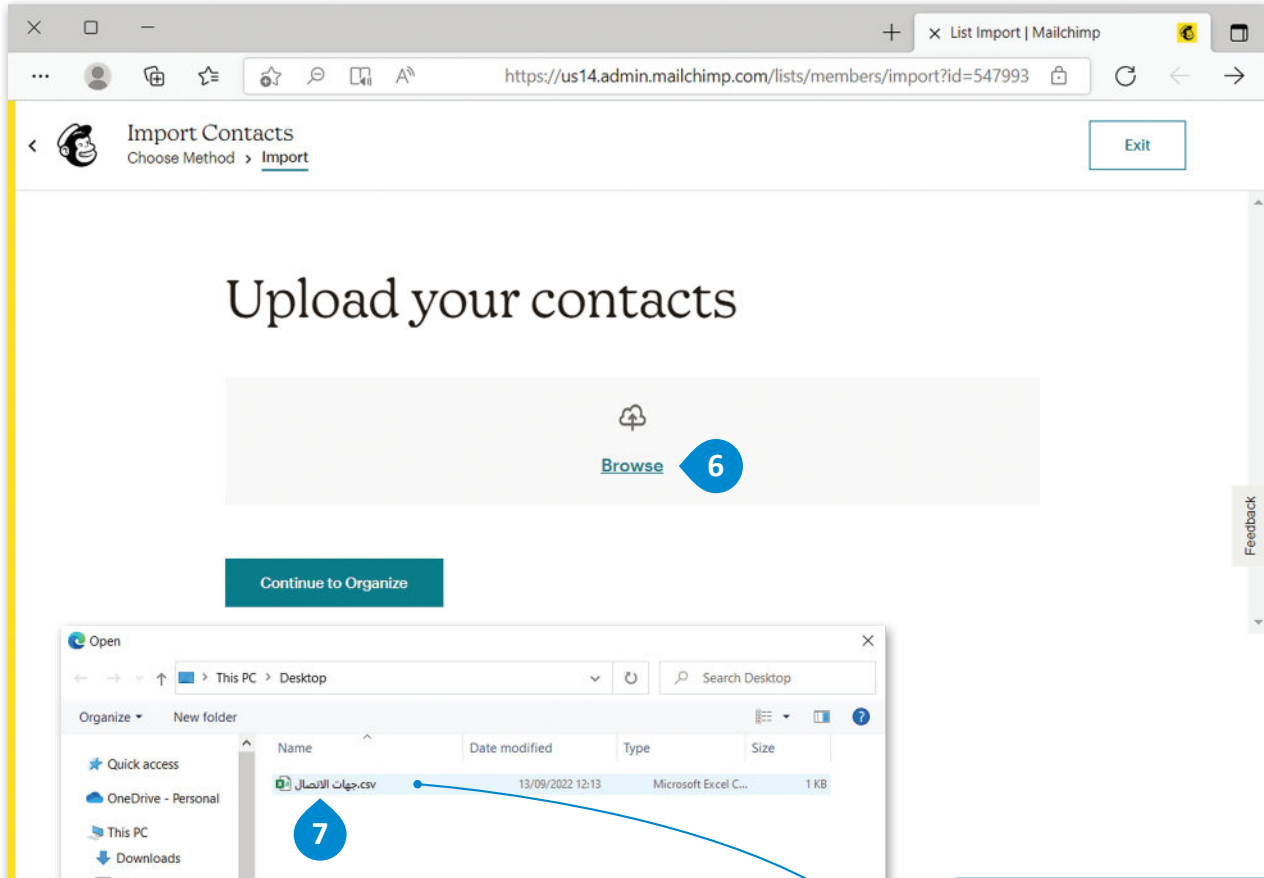 List Import | Mailchimp
https://us14.admin.mailchimp.com/lists/members/import?id=547993
Import Contacts
Choose Method > Import
Exit
Upload your contacts
Browse
6
Feedback
Continue to Organize
Open
This PC > Desktop
Search Desktop
Organize
New folder
Name
Date modified
Type
Size
Quick access
جهات الاتصال.csv
13/09/2022 12:13
Microsoft Excel C...
1 KB
OneDrive - Personal
7
This PC
Downloads